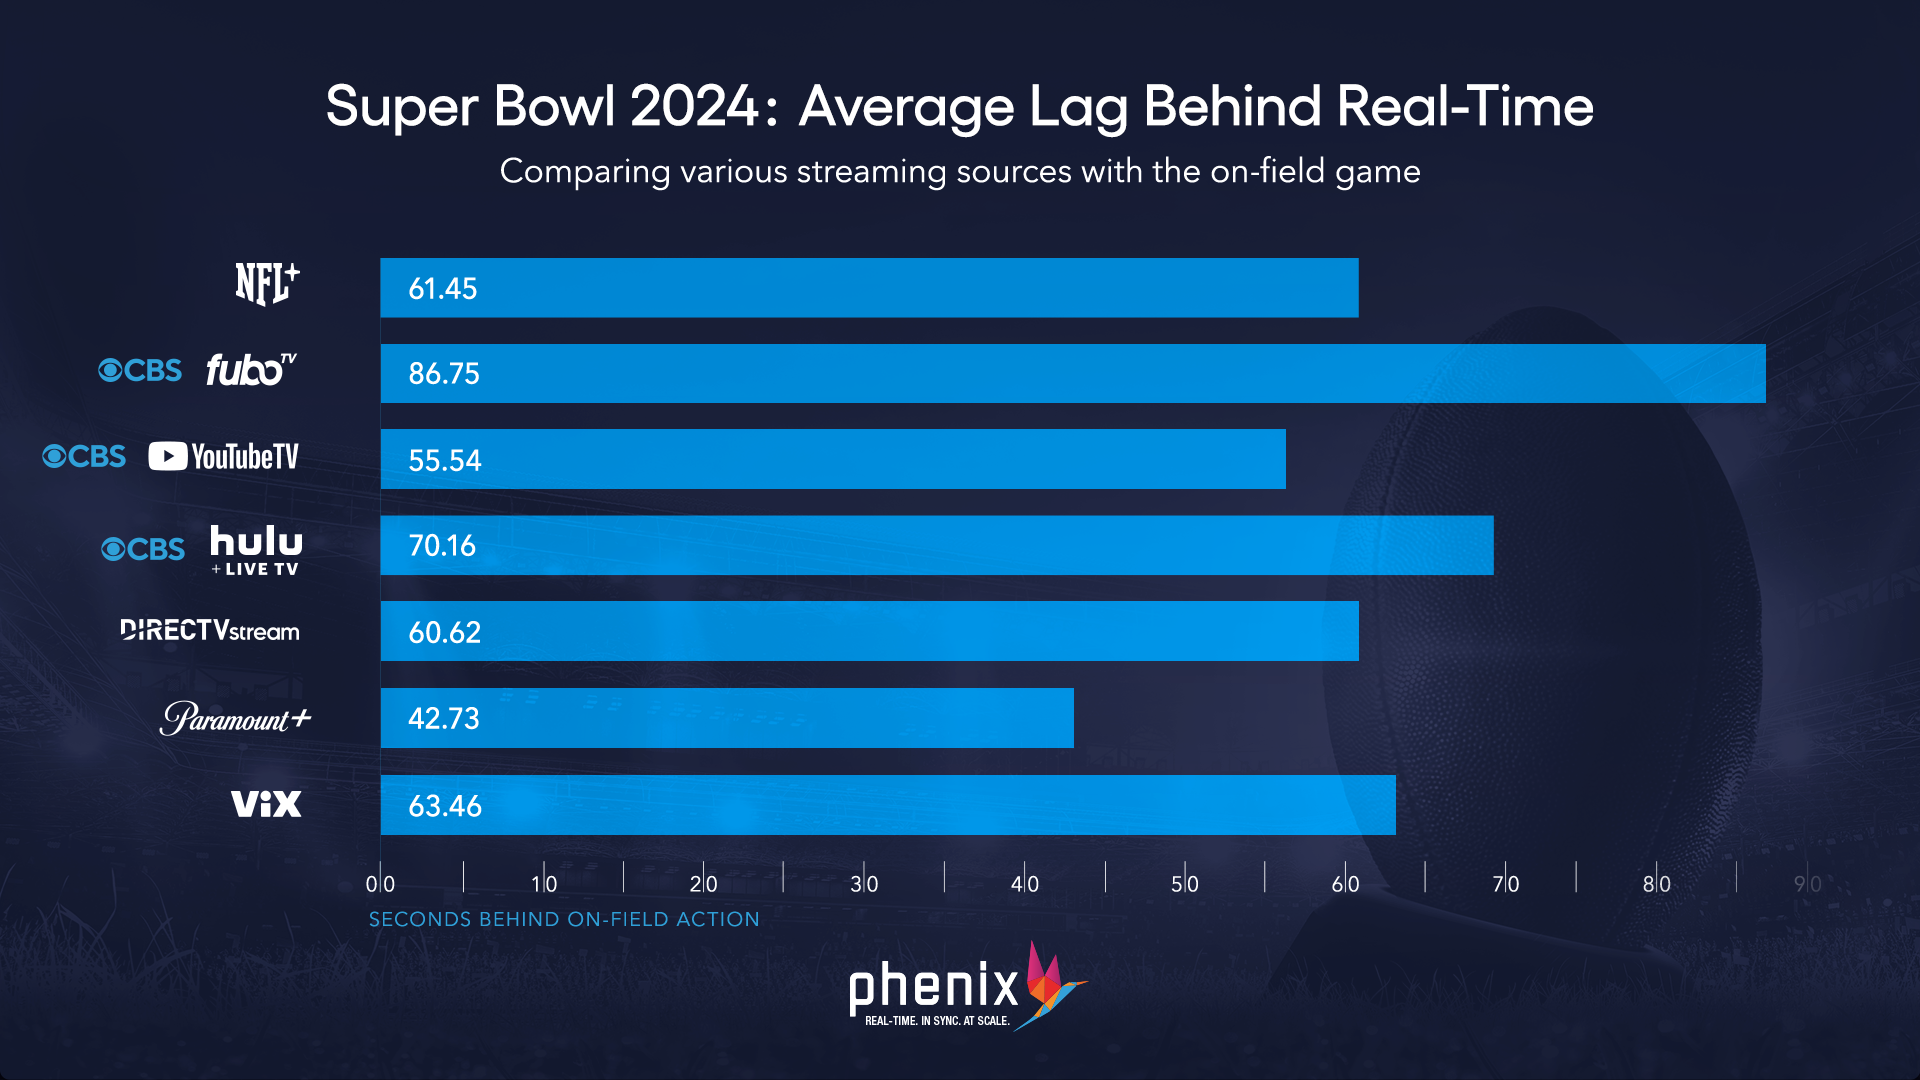 Super Bowl 2024: Average Lag Behind Real-Time
Comparing various streaming sources with the on-field game
NFL+
61.45
CBS fuboTV
86.75
CBS YouTubeTV
55.54
CBS hulu
+ LIVE TV
70.16
DIRECTVstream
60.62
Paramount+
42.73
ViX
63.46
00 10 20 30 40 50 60 70 80 90
SECONDS BEHIND ON-FIELD ACTION
phenix
REAL-TIME. IN SYNC. AT SCALE.